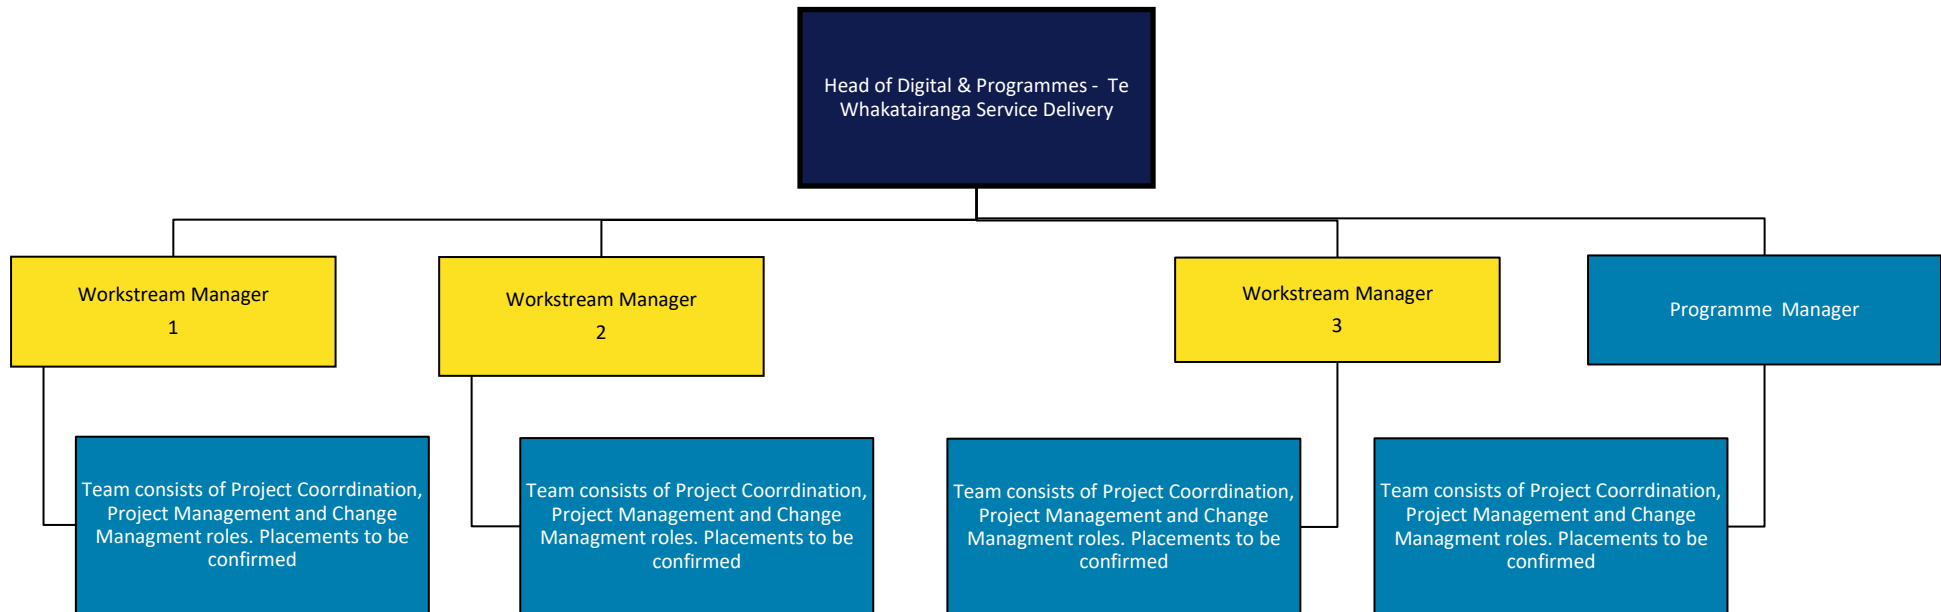 Head of Digital & Programmes - Te
Whakatairanga Service Delivery
Workstream Manager
1
Workstream Manager
2
Workstream Manager
3
Programme Manager
Team consists of Project Coorrdination,
Project Management and Change
Managment roles. Placements to be
confirmed
Team consists of Project Coorrdination,
Project Management and Change
Managment roles. Placements to be
confirmed
Team consists of Project Coorrdination,
Project Management and Change
Managment roles. Placements to be
confirmed
Team consists of Project Coorrdination,
Project Management and Change
Managment roles. Placements to be
confirmed